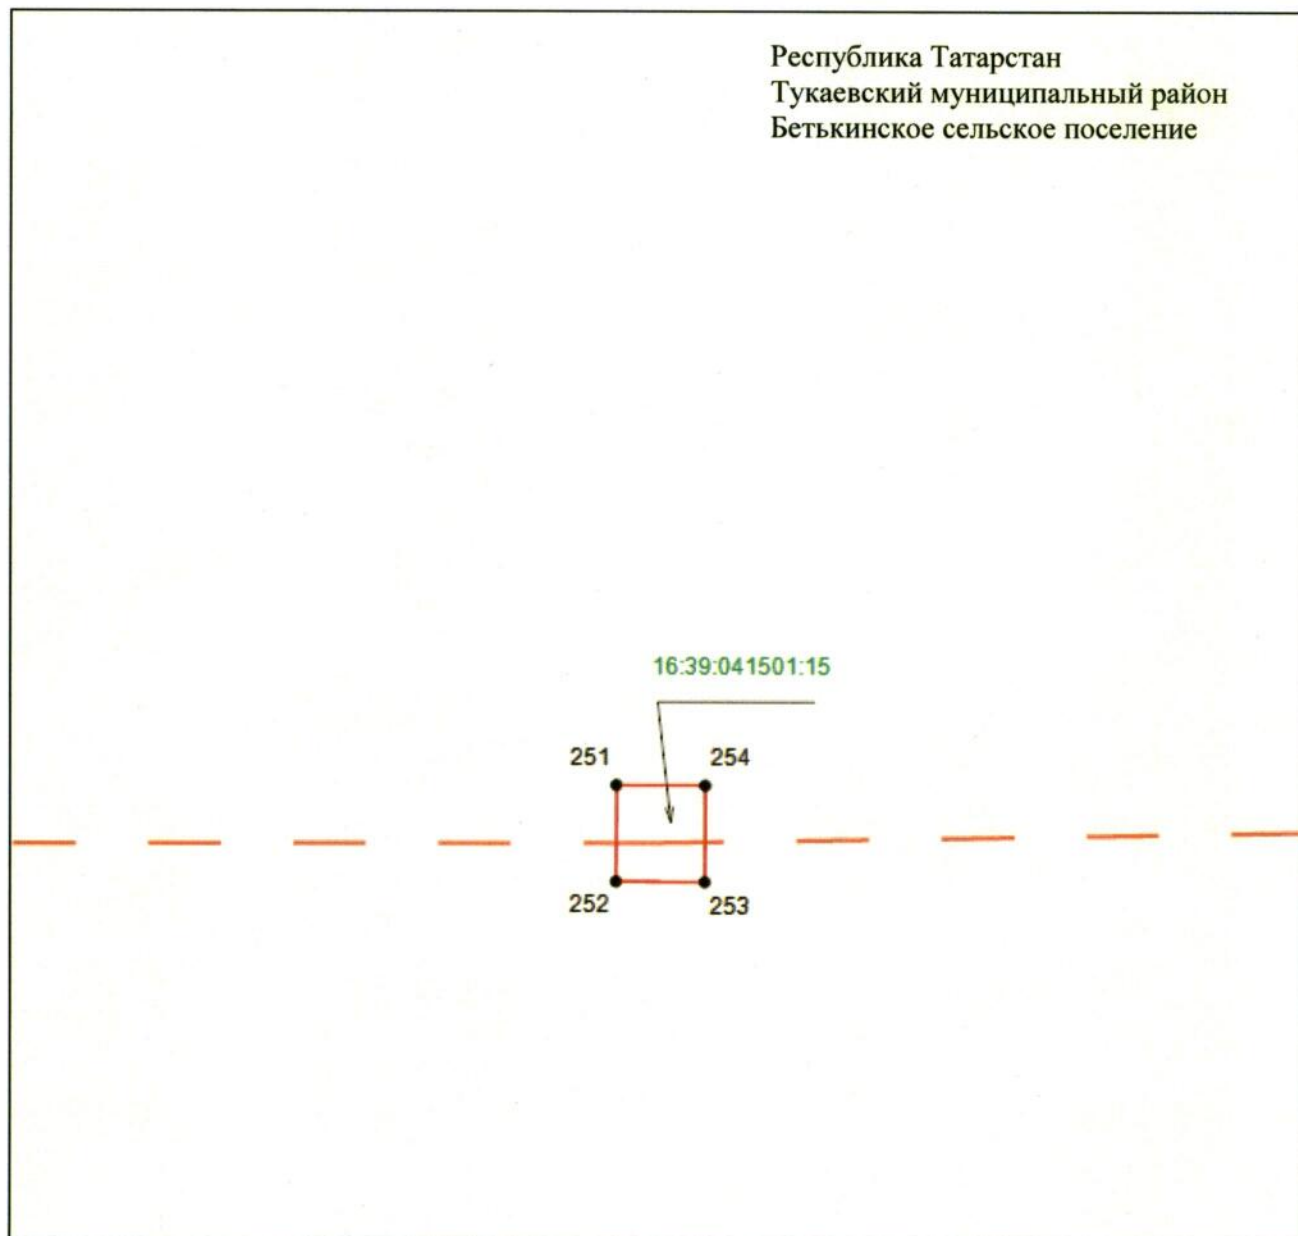 Республика Татарстан
Тукаевский муниципальный район
Бетькинское сельское поселение
16:39:041501:15
251 254
252 253